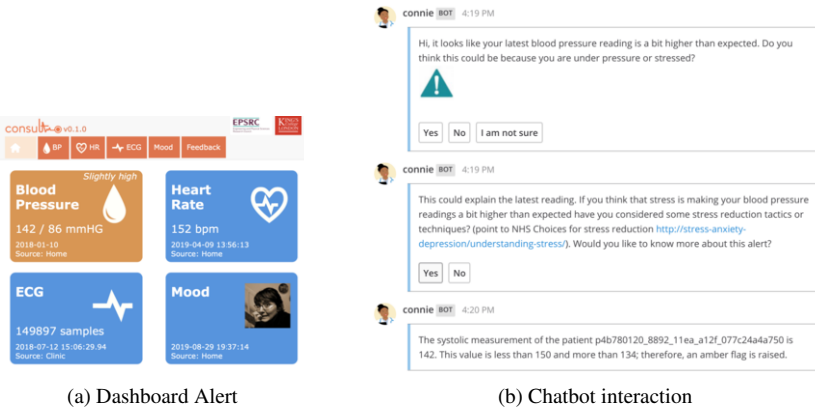 consult v0.1.0
EPSRC
KING'S
College
LONDON
BP HR ECG Mood Feedback
Slightly high
Blood
Pressure
142 / 86 mmHG
2018-01-10
Source: Home
Heart
Rate
152 bpm
2019-04-09 13:56:13
Source: Home
ECG
149897 samples
2018-07-12 15:06:29.94
Source: Clinic
Mood
2019-08-29 19:37:14
Source: Home
(a) Dashboard Alert
connie BOT 4:19 PM
Hi, it looks like your latest blood pressure reading is a bit higher than expected. Do you
think this could be because you are under pressure or stressed?
Yes No I am not sure
connie BOT 4:19 PM
This could explain the latest reading. If you think that stress is making your blood pressure
readings a bit higher than expected have you considered some stress reduction tactics or
techniques? (point to NHS Choices for stress reduction http://stress-anxiety-
depression/understanding-stress/). Would you like to know more about this alert?
Yes No
connie BOT 4:20 PM
The systolic measurement of the patient p4b780120_8892_11ea_a12f_077c24a4a750 is
142. This value is less than 150 and more than 134; therefore, an amber flag is raised.
(b) Chatbot interaction